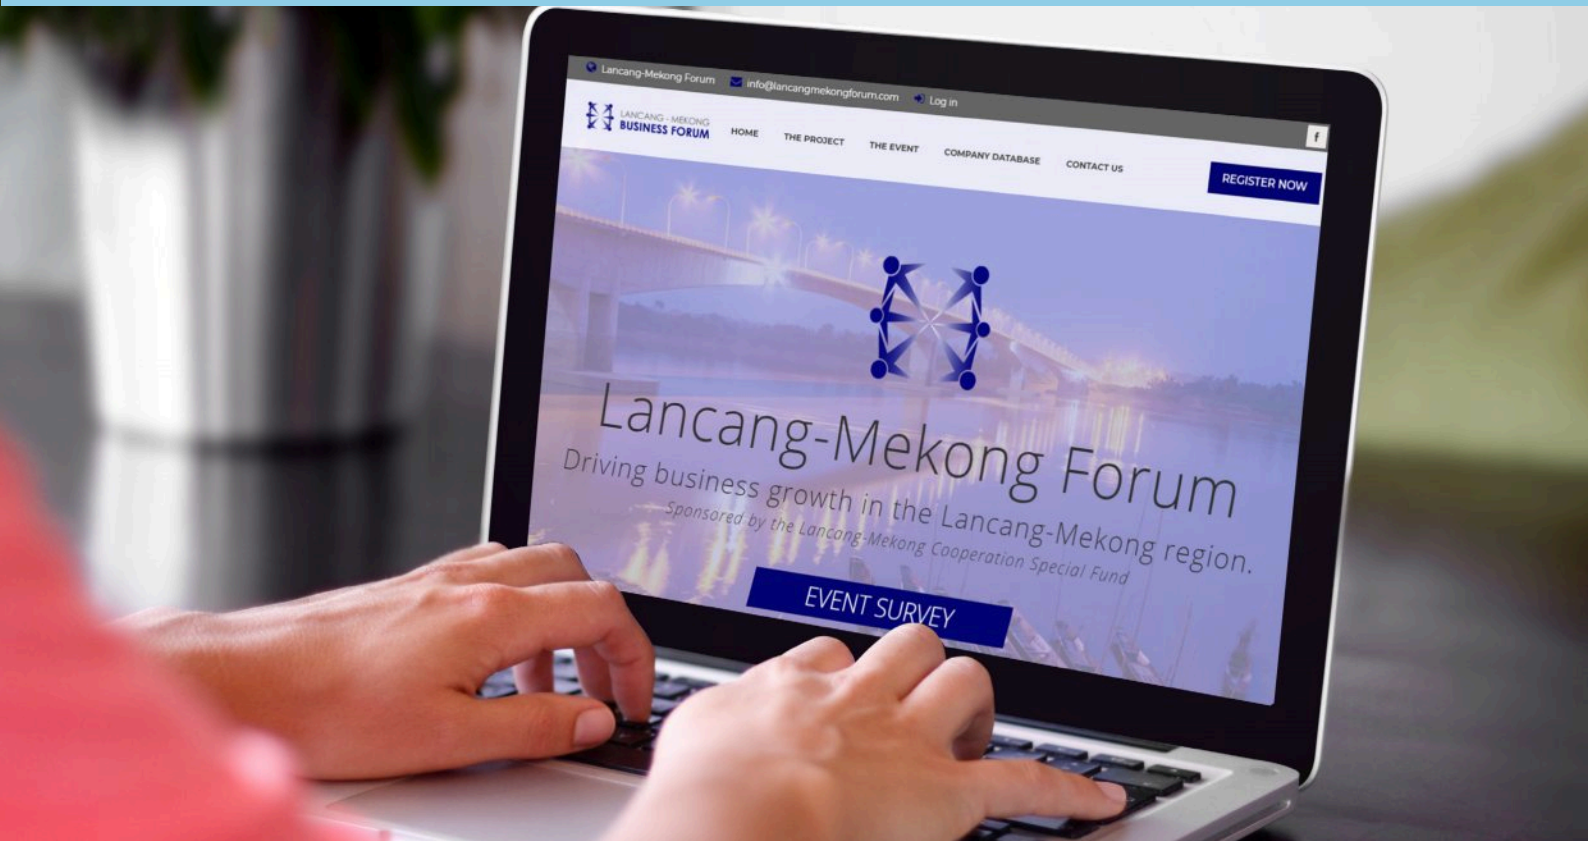 Lancang-Mekong Forum info@lancangmekongforum.com Log in
f
LANCANG - MEKONG
BUSINESS FORUM
HOME THE PROJECT THE EVENT COMPANY DATABASE CONTACT US
REGISTER NOW
Lancang-Mekong Forum
Driving business growth in the Lancang-Mekong region.
Sponsored by the Lancang-Mekong Cooperation Special Fund
EVENT SURVEY